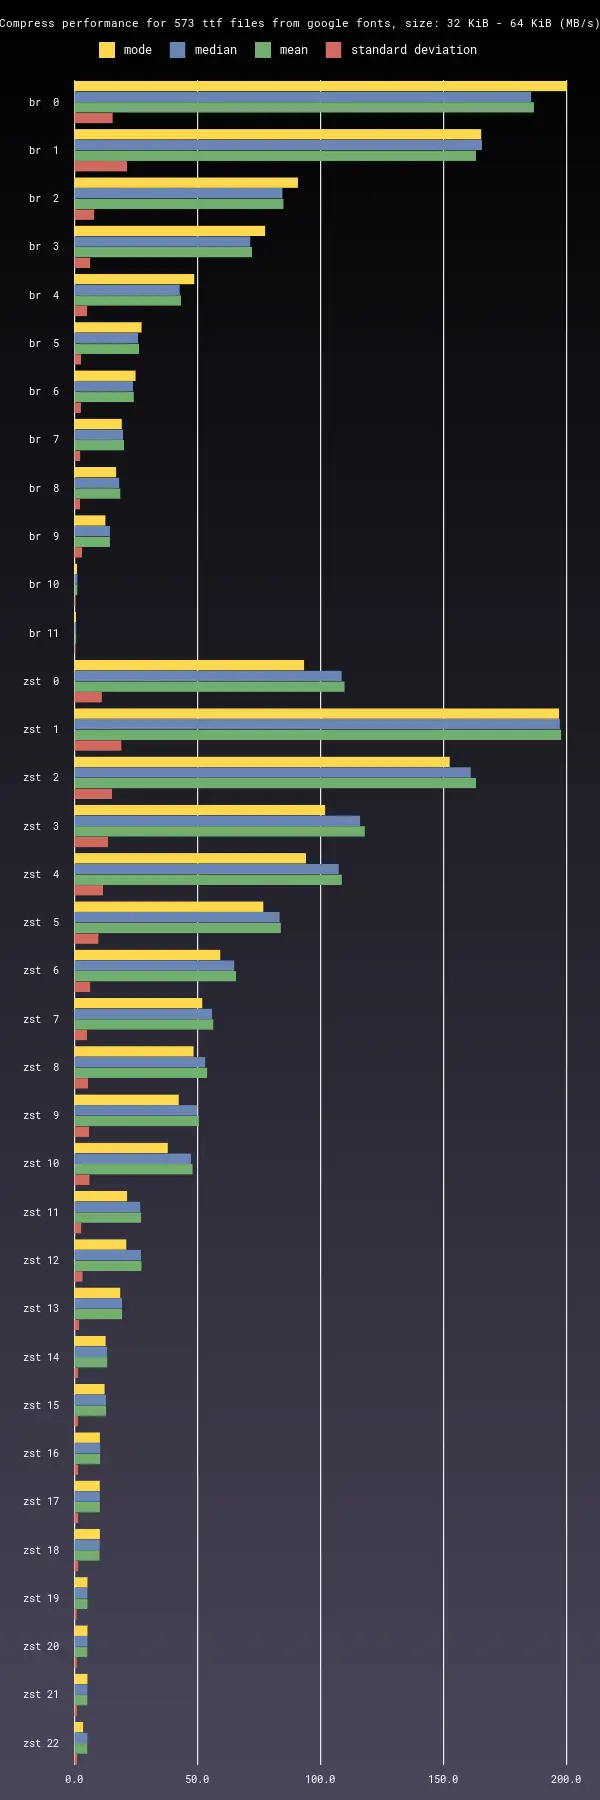 Compress performance for 573 ttf files from google fonts, size: 32 KiB - 64 KiB (MB/s)
mode median mean standard deviation
br 0
br 1
br 2
br 3
br 4
br 5
br 6
br 7
br 8
br 9
br 10
br 11
zst 0
zst 1
zst 2
zst 3
zst 4
zst 5
zst 6
zst 7
zst 8
zst 9
zst 10
zst 11
zst 12
zst 13
zst 14
zst 15
zst 16
zst 17
zst 18
zst 19
zst 20
zst 21
zst 22
0.0 50.0 100.0 150.0 200.0